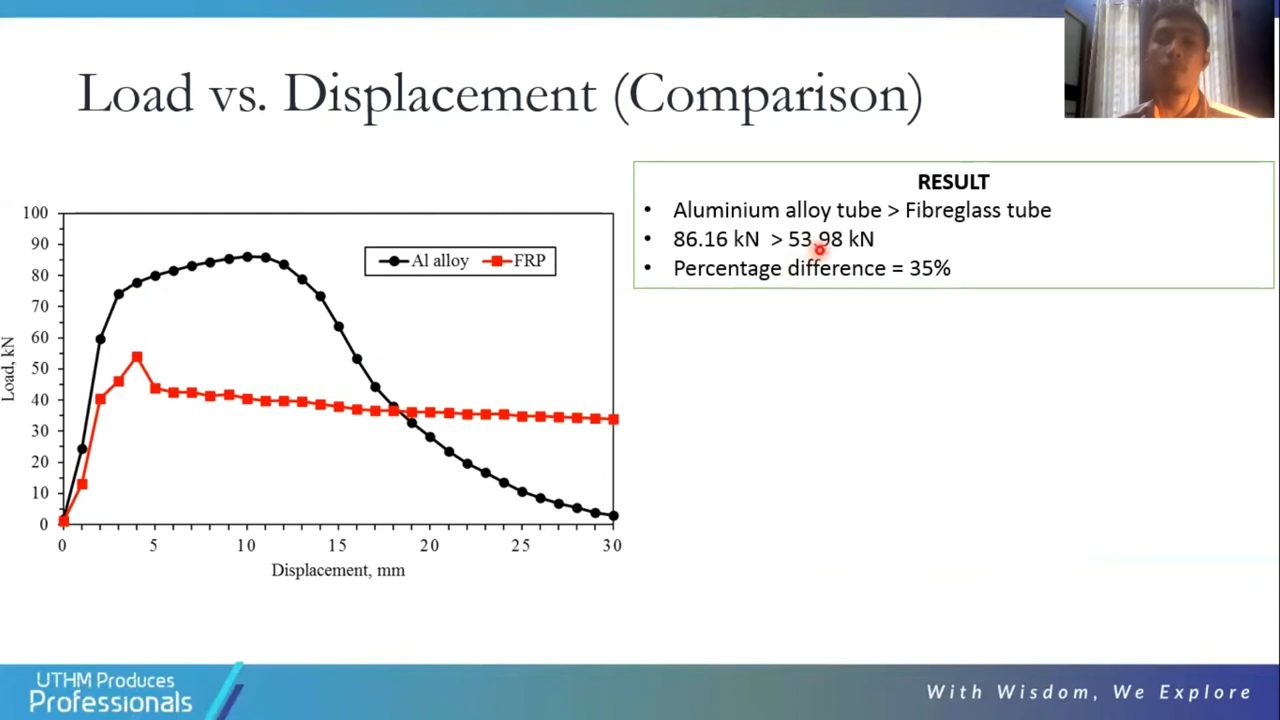 Load vs. Displacement (Comparison)
RESULT
• Aluminium alloy tube > Fibreglass tube
• 86.16 kN > 53.98 kN
• Percentage difference = 35%
100
90
80
70
60
50
40
30
20
10
0
Load, kN
Al alloy FRP
0 5 10 15 20 25 30
Displacement, mm
UTHM Produces
Professionals
With Wisdom, We Explore